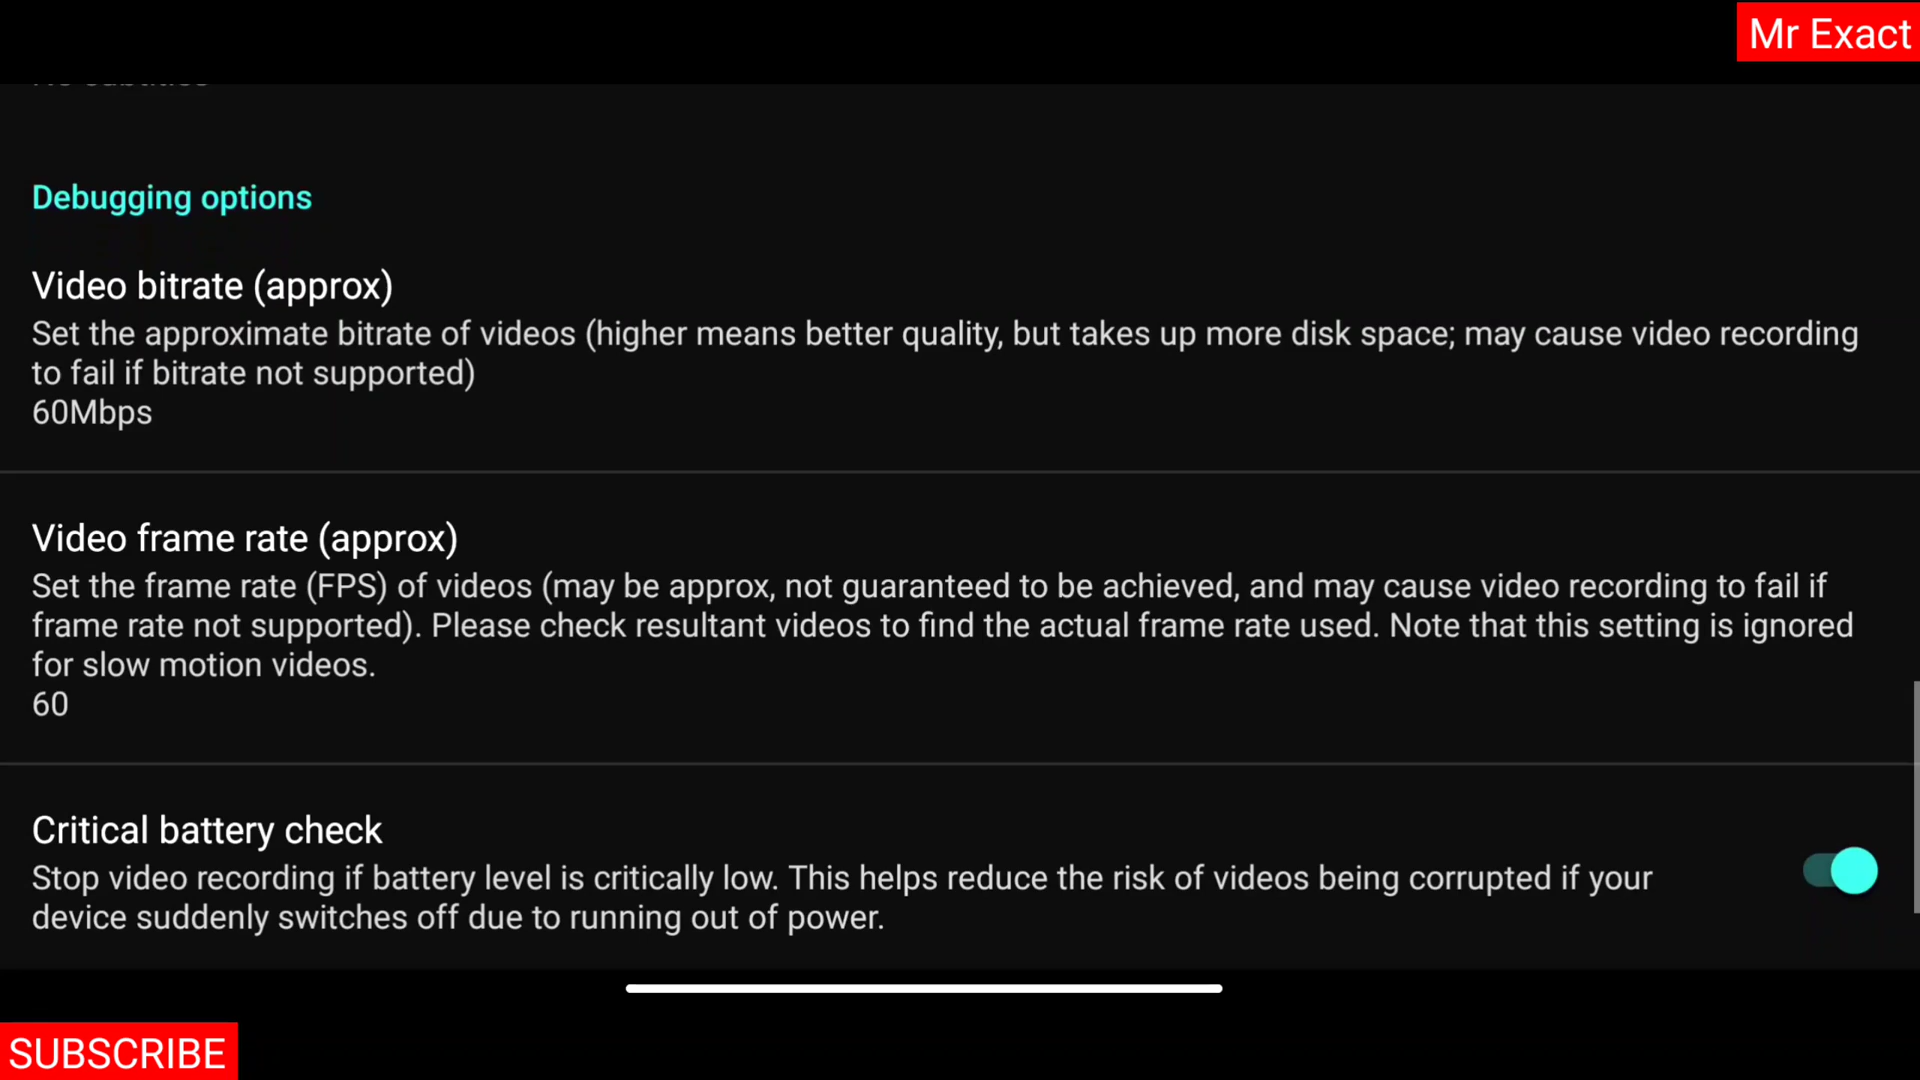 Mr Exact
Debugging options
Video bitrate (approx)
Set the approximate bitrate of videos (higher means better quality, but takes up more disk space; may cause video recording
to fail if bitrate not supported)
60Mbps
Video frame rate (approx)
Set the frame rate (FPS) of videos (may be approx, not guaranteed to be achieved, and may cause video recording to fail if
frame rate not supported). Please check resultant videos to find the actual frame rate used. Note that this setting is ignored
for slow motion videos.
60
Critical battery check
Stop video recording if battery level is critically low. This helps reduce the risk of videos being corrupted if your
device suddenly switches off due to running out of power.
SUBSCRIBE